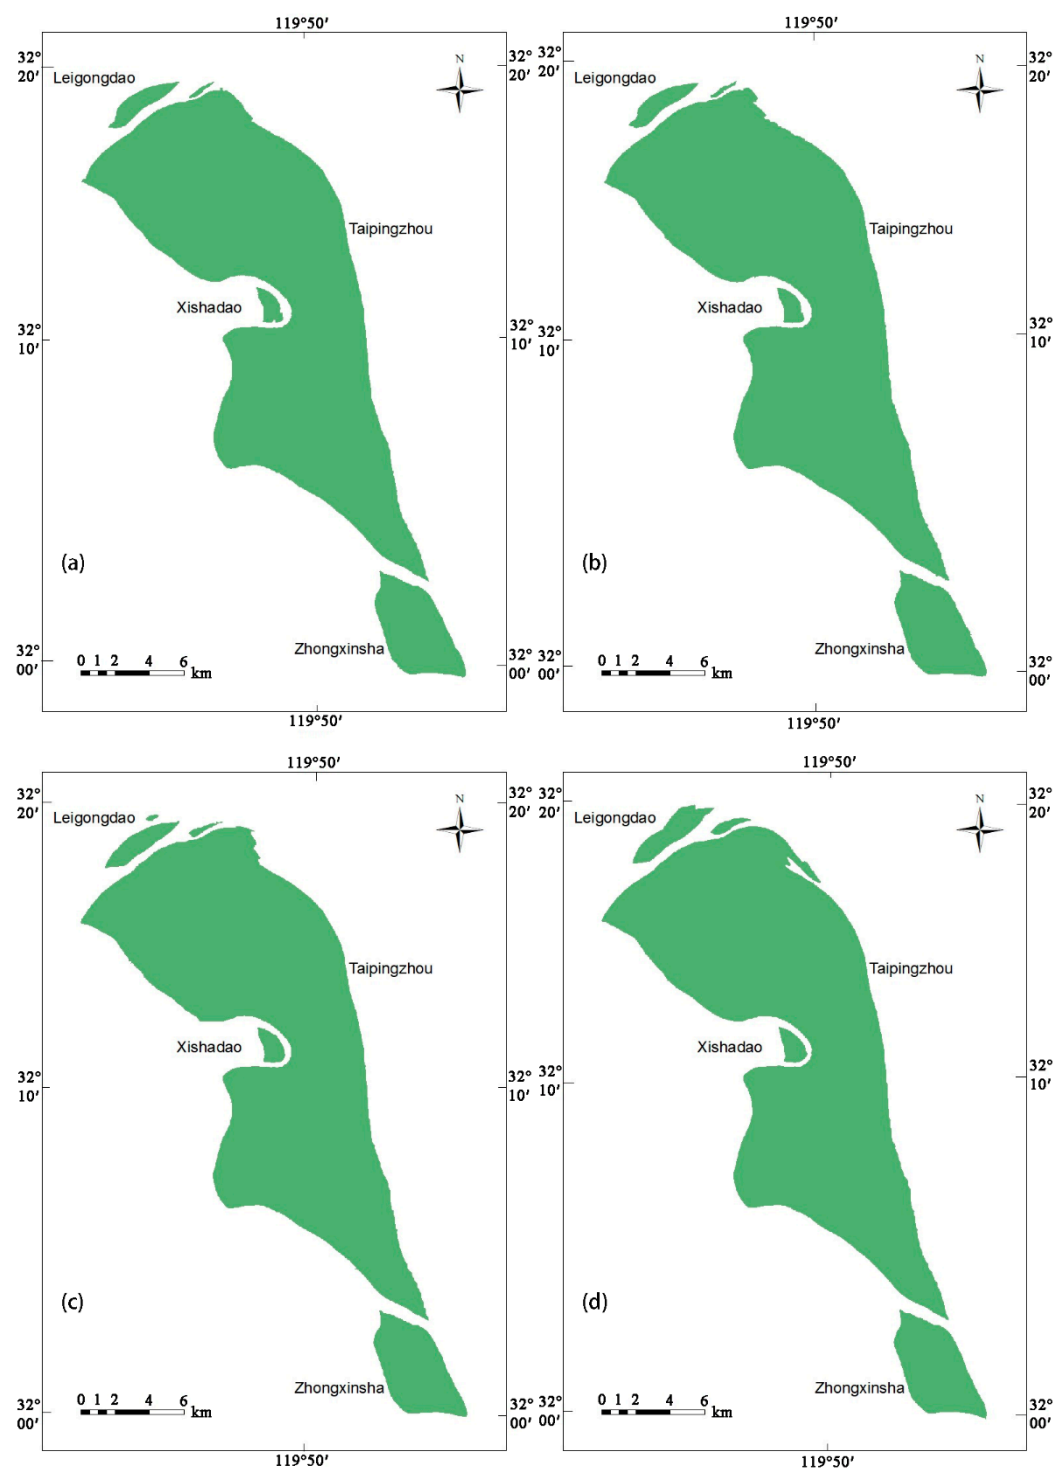 119°50′
119°50′
32°
20′
32°
20′
32°
20′
32°
20′
N
N
Leigongdao
Leigongdao
Taipingzhou
Taipingzhou
Xishadao
Xishadao
32°
10′
32°
10′
32°
10′
32°
10′
(a)
(b)
Zhongxinsha
Zhongxinsha
0 1 2 4 6
km
0 1 2 4 6
km
32°
00′
32°
00′
32°
00′
32°
00′
119°50′
119°50′
119°50′
119°50′
32°
20′
32°
20′
32°
20′
32°
20′
N
N
Leigongdao
Leigongdao
Taipingzhou
Taipingzhou
Xishadao
Xishadao
32°
10′
32°
10′
32°
10′
32°
10′
(c)
(d)
Zhongxinsha
Zhongxinsha
0 1 2 4 6
km
0 1 2 4 6
km
32°
00′
32°
00′
32°
00′
32°
00′
119°50′
119°50′